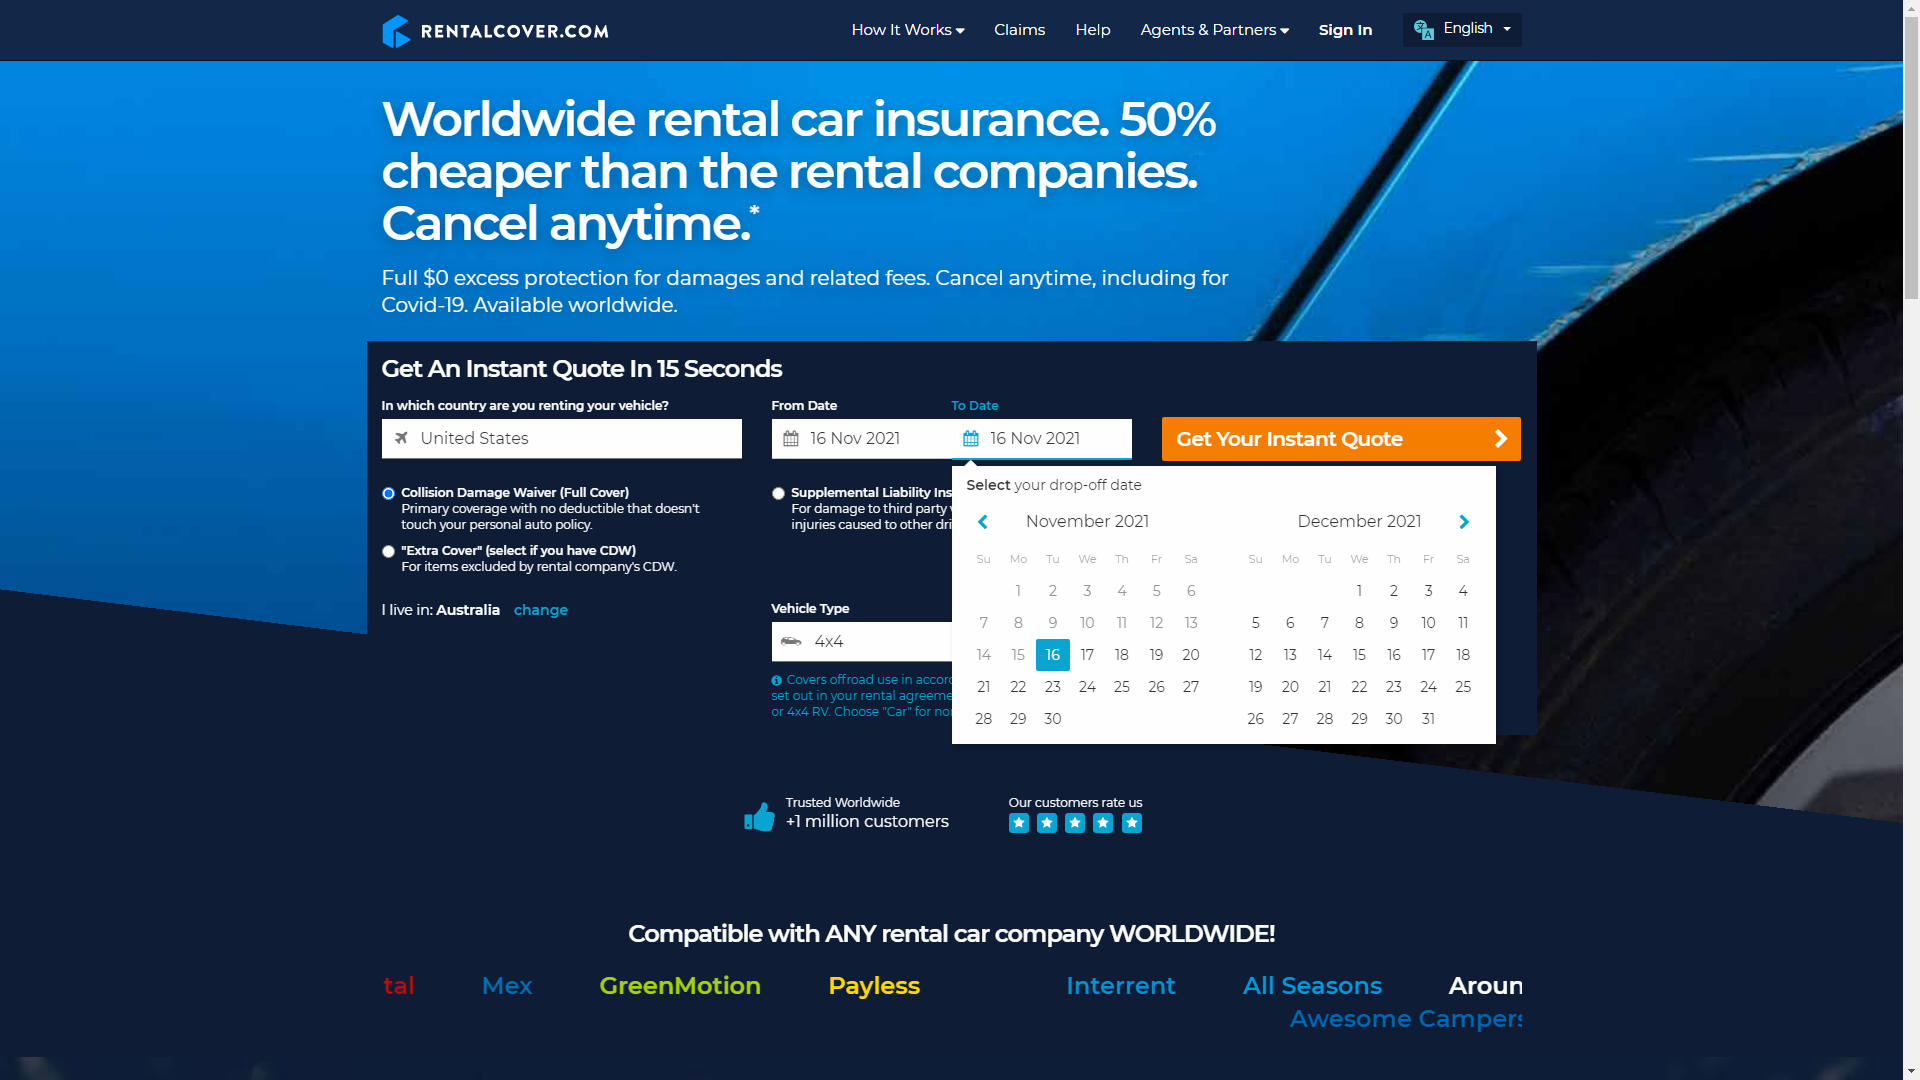 RENTALCOVER.COM
How It Works
Claims
Help
Agents & Partners
Sign In
English
Worldwide rental car insurance. 50%
cheaper than the rental companies.
Cancel anytime.*
Full $0 excess protection for damages and related fees. Cancel anytime, including for
Covid-19. Available worldwide.
Get An Instant Quote In 15 Seconds
In which country are you renting your vehicle?
United States
From Date
To Date
16 Nov 2021
16 Nov 2021
Get Your Instant Quote
Collision Damage Waiver (Full Cover)
Primary coverage with no deductible that doesn't
touch your personal auto policy.
"Extra Cover" (select if you have CDW)
For items excluded by rental company's CDW.
Supplemental Liability Ins
For damage to third party
injuries caused to other dri
I live in: Australia change
Vehicle Type
4x4
Covers offroad use in accord
set out in your rental agreeme
or 4x4 RV. Choose "Car" for no
Select your drop-off date
November 2021
Su Mo Tu We Th Fr Sa
1 2 3 4 5 6
7 8 9 10 11 12 13
14 15 16 17 18 19 20
21 22 23 24 25 26 27
28 29 30
December 2021
Su Mo Tu We Th Fr Sa
1 2 3 4
5 6 7 8 9 10 11
12 13 14 15 16 17 18
19 20 21 22 23 24 25
26 27 28 29 30 31
Trusted Worldwide
+1 million customers
Our customers rate us
Compatible with ANY rental car company WORLDWIDE!
tal Mex GreenMotion Payless Interrent All Seasons Aroun
Awesome Campers